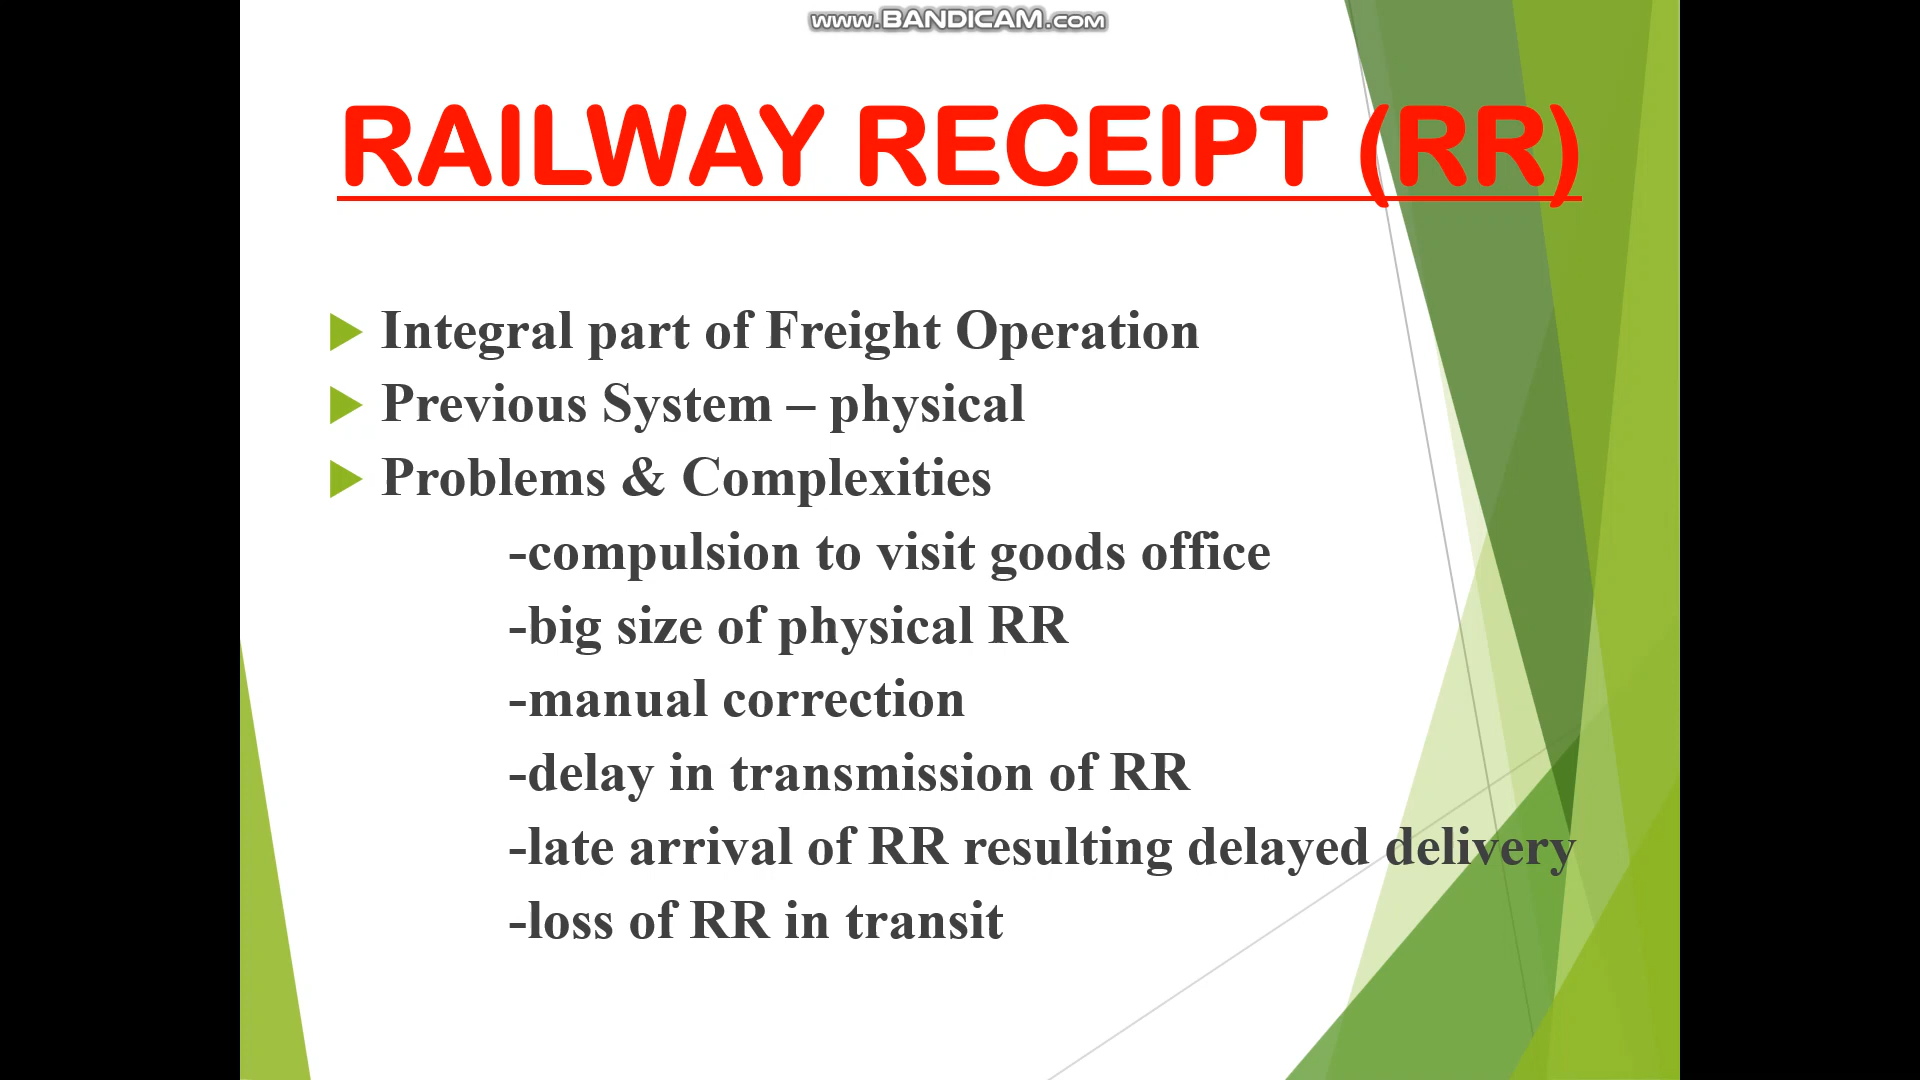 www.BANDICAM.com
RAILWAY RECEIPT (RR)
Integral part of Freight Operation
Previous System – physical
Problems & Complexities
-compulsion to visit goods office
-big size of physical RR
-manual correction
-delay in transmission of RR
-late arrival of RR resulting delayed delivery
-loss of RR in transit